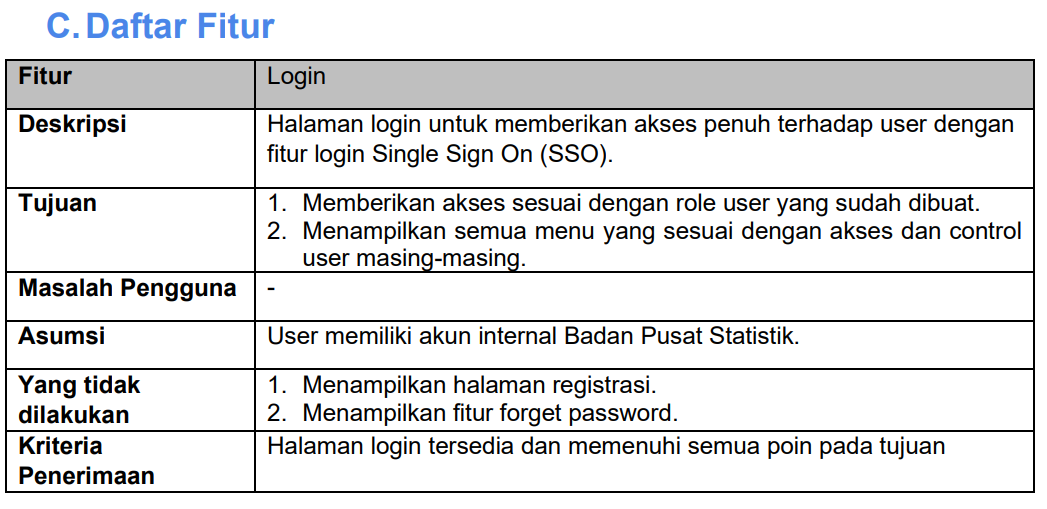 C. Daftar Fitur
Fitur
Login
Deskripsi
Halaman login untuk memberikan akses penuh terhadap user dengan
fitur login Single Sign On (SSO).
Tujuan
1. Memberikan akses sesuai dengan role user yang sudah dibuat.
2. Menampilkan semua menu yang sesuai dengan akses dan control
user masing-masing.
Masalah Pengguna
-
Asumsi
User memiliki akun internal Badan Pusat Statistik.
Yang tidak
dilakukan
1. Menampilkan halaman registrasi.
2. Menampilkan fitur forget password.
Kriteria
Penerimaan
Halaman login tersedia dan memenuhi semua poin pada tujuan